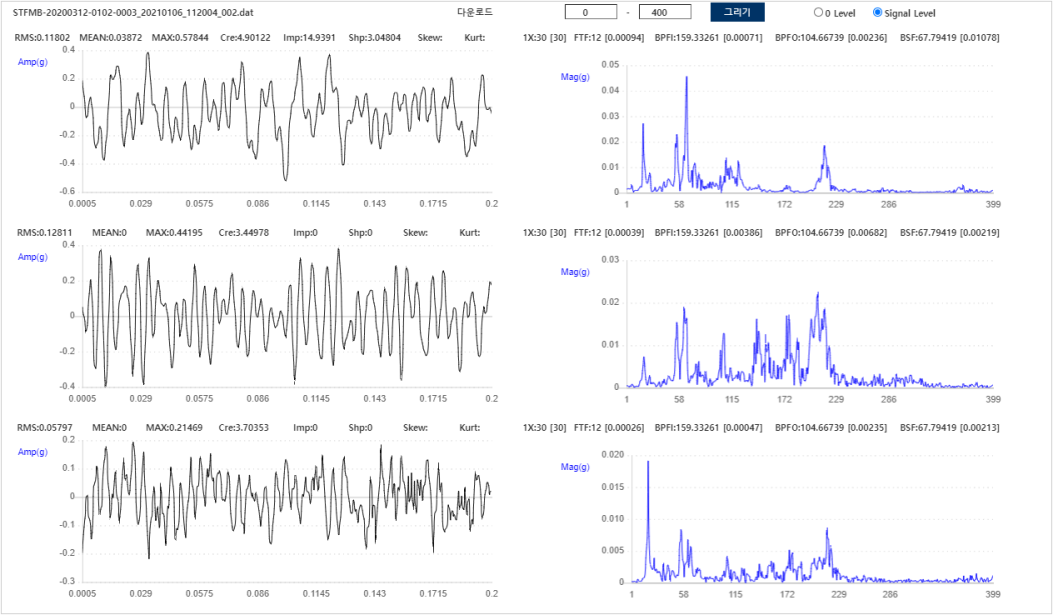 STFMB-20200312-0102-0003_20210106_112004_002.dat 다운로드 0 - 400 그리기 0 Level Signal Level
RMS:0.11802 MEAN:0.03872 MAX:0.57844 Cre:4.90122 Imp:14.9391 Shp:3.04804 Skew: Kurt:
Amp(g)
0.4
0.2
0
-0.2
-0.4
-0.6
0.0005 0.029 0.0575 0.086 0.1145 0.143 0.1715 0.2
1X:30 [30] FTF:12 [0.00094] BPFI:159.33261 [0.00071] BPFO:104.66739 [0.00236] BSF:67.79419 [0.01078]
Mag(g)
0.05
0.04
0.03
0.02
0.01
0
1 58 115 172 229 286 399
RMS:0.12811 MEAN:0 MAX:0.44195 Cre:3.44978 Imp:0 Shp:0 Skew: Kurt:
Amp(g)
0.4
0.2
0
-0.2
-0.4
0.0005 0.029 0.0575 0.086 0.1145 0.143 0.1715 0.2
1X:30 [30] FTF:12 [0.00039] BPFI:159.33261 [0.00386] BPFO:104.66739 [0.00682] BSF:67.79419 [0.00219]
Mag(g)
0.03
0.02
0.01
0
1 58 115 172 229 286 399
RMS:0.05797 MEAN:0 MAX:0.21469 Cre:3.70353 Imp:0 Shp:0 Skew: Kurt:
Amp(g)
0.2
0.1
0
-0.1
-0.2
-0.3
0.0005 0.029 0.0575 0.086 0.1145 0.143 0.1715 0.2
1X:30 [30] FTF:12 [0.00026] BPFI:159.33261 [0.00047] BPFO:104.66739 [0.00235] BSF:67.79419 [0.00213]
Mag(g)
0.020
0.015
0.010
0.005
0
1 58 115 172 229 286 399